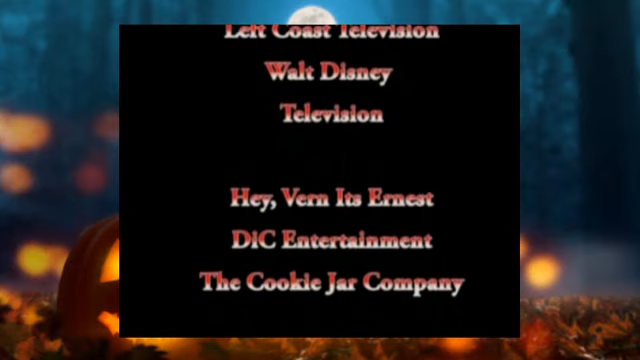 Left Coast Television
Walt Disney
Television
Hey, Vern Its Ernest
DiC Entertainment
The Cookie Jar Company